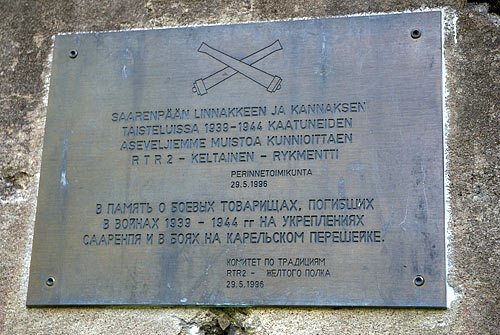 SAARENPÄÄN LINNAKKEEN JA KANNAKSEN
TAISTELUISSA 1939-1944 KAATUNEIDEN
ASEVELJIEMME MUISTOA KUNNIOITTAEN
RTR2 - KELTAINEN - RYKMENTTI
PERINNETOIMIKUNTA
29.5.1996
В ПАМЯТЬ О БОЕВЫХ ТОВАРИЩАХ, ПОГИБШИХ
В ВОЙНАХ 1939 - 1944 гг НА УКРЕПЛЕНИЯХ
СААРЕНПЯ И В БОЯХ НА КАРЕЛЬСКОМ ПЕРЕШЕЙКЕ.
КОМИТЕТ ПО ТРАДИЦИЯМ
RTR2 - ЖЕЛТОГО ПОЛКА
29.5.1996